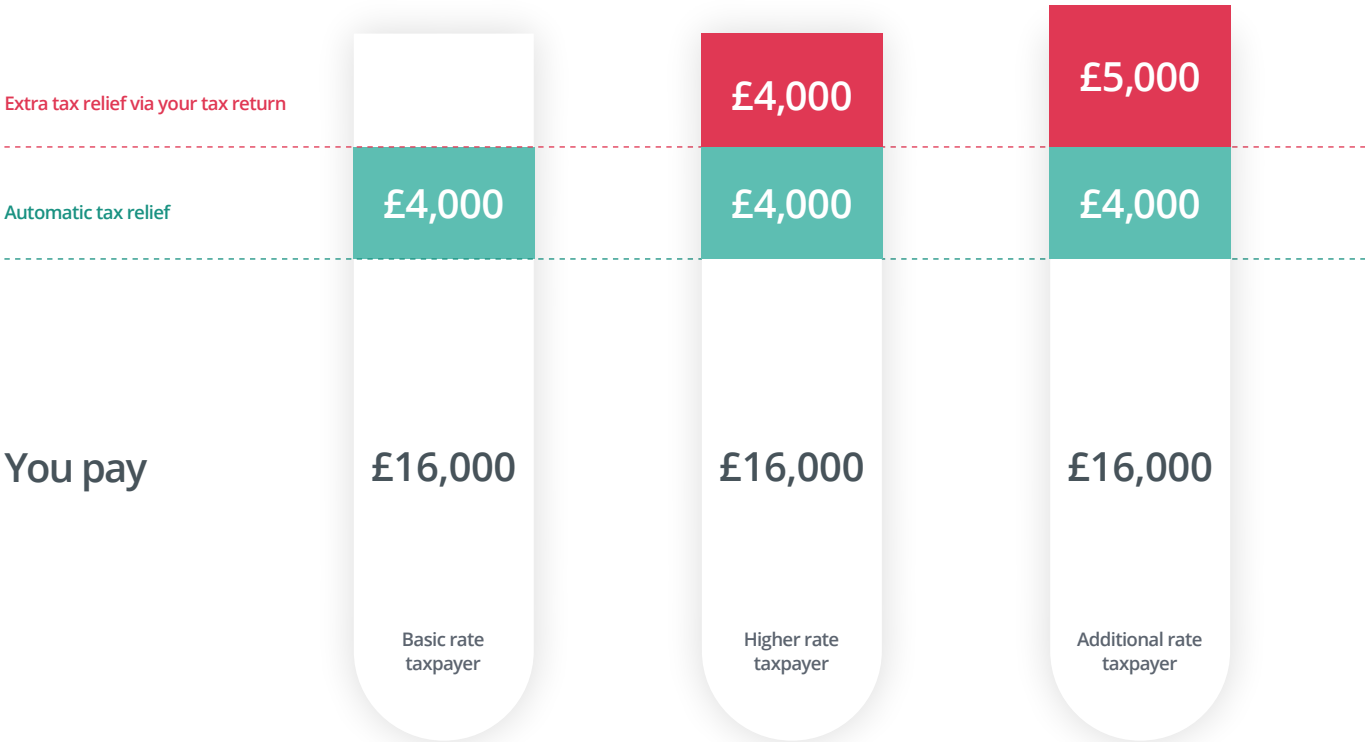 £5,000
£4,000
Extra tax relief via your tax return
£4,000
£4,000
£4,000
Automatic tax relief
You pay
£16,000
£16,000
£16,000
Basic rate
taxpayer
Higher rate
taxpayer
Additional rate
taxpayer